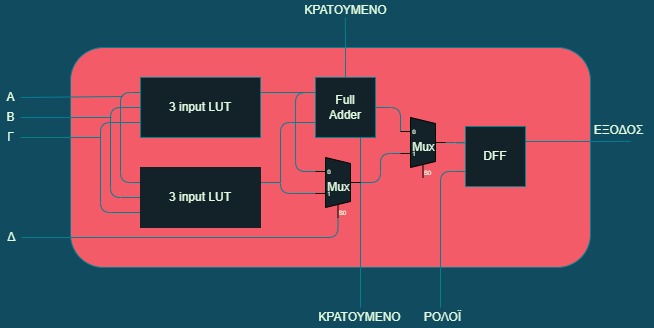 ΚΡΑΤΟΥΜΕΝΟ
Α
3 input LUT
Full
Adder
Β
Γ
0
Mux
1
S0
ΕΞΟΔΟΣ
DFF
3 input LUT
0
Mux
1
S0
Δ
ΚΡΑΤΟΥΜΕΝΟ
ΡΟΛΟΪ